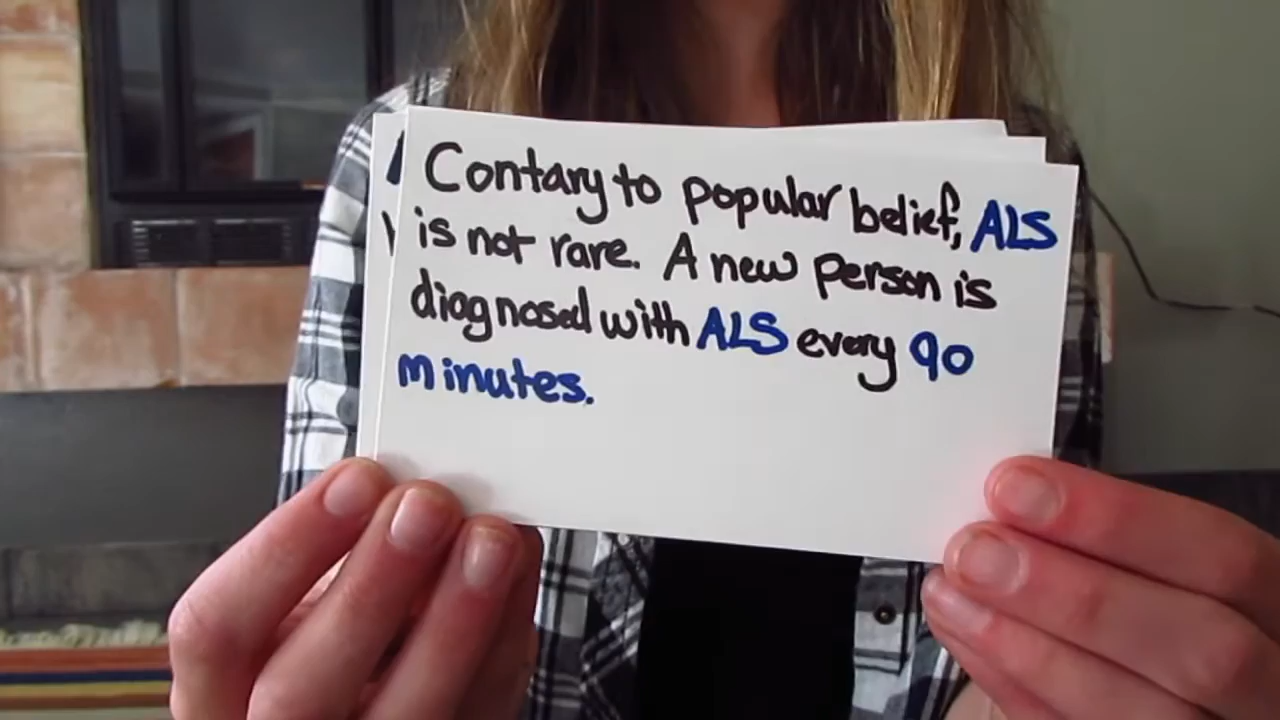 Contary to popular belief, ALS
is not rare. A new person is
diagnosed with ALS every 90
minutes.